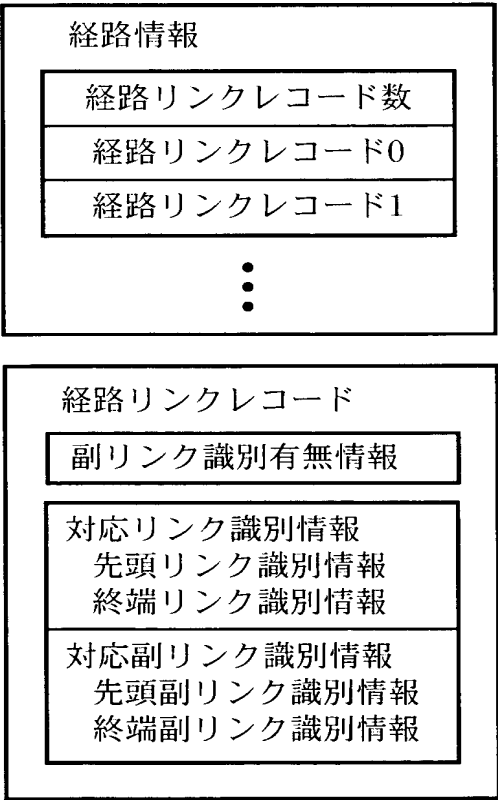 経路情報
経路リンクレコード数
経路リンクレコード0
経路リンクレコード1
経路リンクレコード
副リンク識別有無情報
対応リンク識別情報
先頭リンク識別情報
終端リンク識別情報
対応副リンク識別情報
先頭副リンク識別情報
終端副リンク識別情報